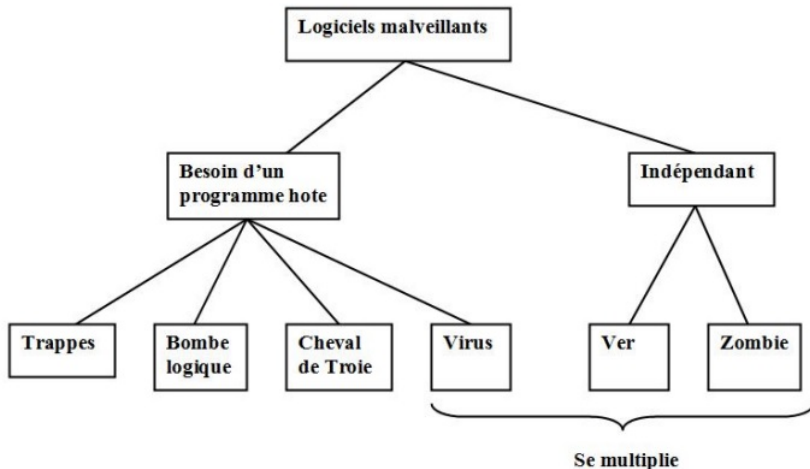 Logiciels malveillants
Besoin d'un
programme hote
Indépendant
Trappes
Bombe
logique
Cheval
de Troie
Virus
Ver
Zombie
Se multiplie